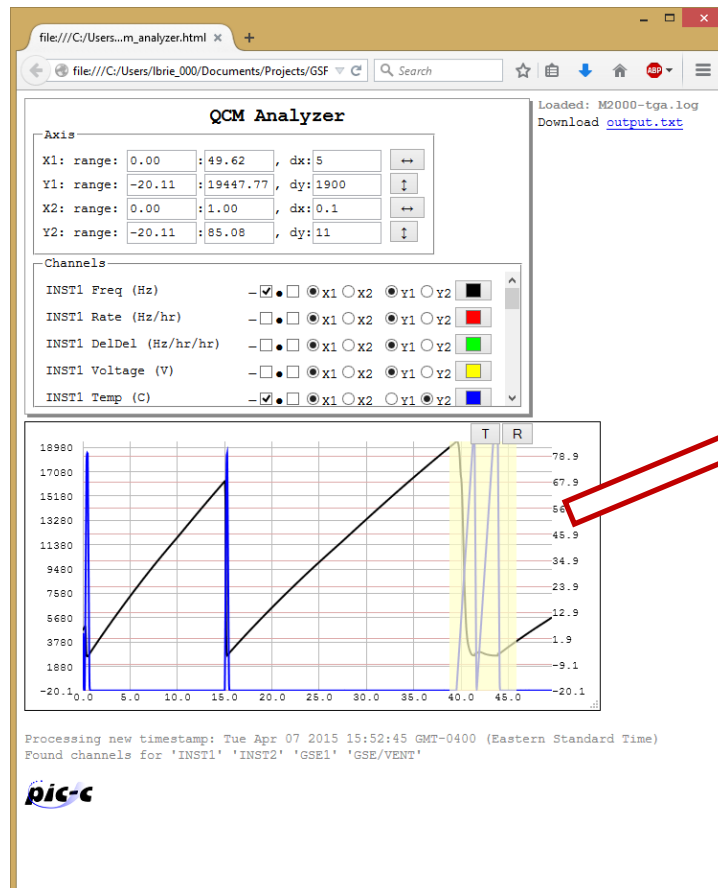 file:///C:/Users...m_analyzer.html × +
file:///C:/Users/lbrie_000/Documents/Projects/GSF Search ABP
Loaded: M2000-tga.log
Download output.txt
QCM Analyzer
Axis
X1: range: 0.00 : 49.62 , dx: 5 ↔
Y1: range: -20.11 : 19447.77 , dy: 1900 ↕
X2: range: 0.00 : 1.00 , dx: 0.1 ↔
Y2: range: -20.11 : 85.08 , dy: 11 ↕
Channels
INST1 Freq (Hz) – • X1 X2 Y1 Y2
INST1 Rate (Hz/hr) – • X1 X2 Y1 Y2
INST1 DelDel (Hz/hr/hr) – • X1 X2 Y1 Y2
INST1 Voltage (V) – • X1 X2 Y1 Y2
INST1 Temp (C) – • X1 X2 Y1 Y2
T R
18980 78.9
17080 67.9
15180
13280 45.9
11380 34.9
9480 23.9
7580 12.9
5680 1.9
3780 -9.1
1880 -20.1
-20.1
0.0 5.0 10.0 15.0 20.0 25.0 30.0 35.0 40.0 45.0
Processing new timestamp: Tue Apr 07 2015 15:52:45 GMT-0400 (Eastern Standard Time)
Found channels for 'INST1' 'INST2' 'GSE1' 'GSE/VENT'
pic-c